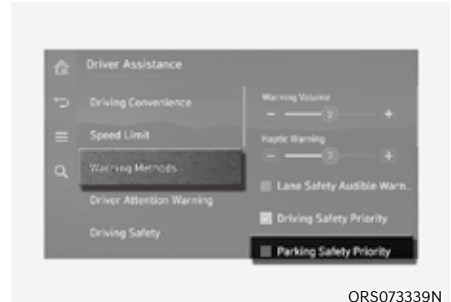 Driver Assistance
Driving Convenience
Speed Limit
Warning Methods
Driver Attention Warning
Driving Safety
Warning Volume
- 3 +
Haptic Warning
- +
Lane Safety Audible Warn..
Driving Safety Priority
Parking Safety Priority
ORS073339N